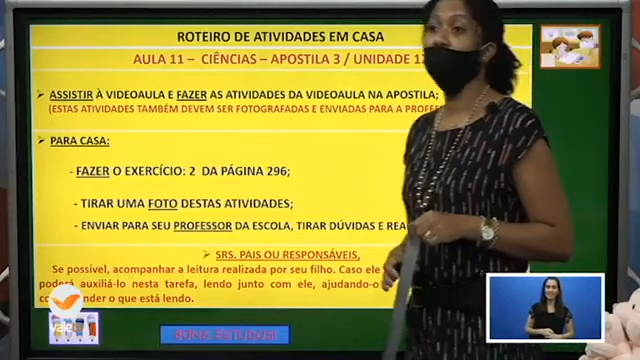 ROTEIRO DE ATIVIDADES EM CASA
AULA 11 – CIÊNCIAS – APOSTILA 3 / UNIDADE 12
ASSISTIR À VIDEOAULA E FAZER AS ATIVIDADES DA VIDEOAULA NA APOSTILA;
(ESTAS ATIVIDADES TAMBÉM DEVEM SER FOTOGRAFADAS E ENVIADAS PARA A
PARA CASA:
- FAZER O EXERCÍCIO: 2 DA PÁGINA 296;
- TIRAR UMA FOTO DESTAS ATIVIDADES;
- ENVIAR PARA SEU PROFESSOR DA ESCOLA, TIRAR DÚVIDAS E
SRS. PAIS OU RESPONSÁVEIS,
Se possível, acompanhar a leitura realizada por seu filho. Caso ele
poderá auxiliá-lo nesta tarefa, lendo junto com ele, ajudando-o
o que está lendo.
vale
BONS ESTUDOS!